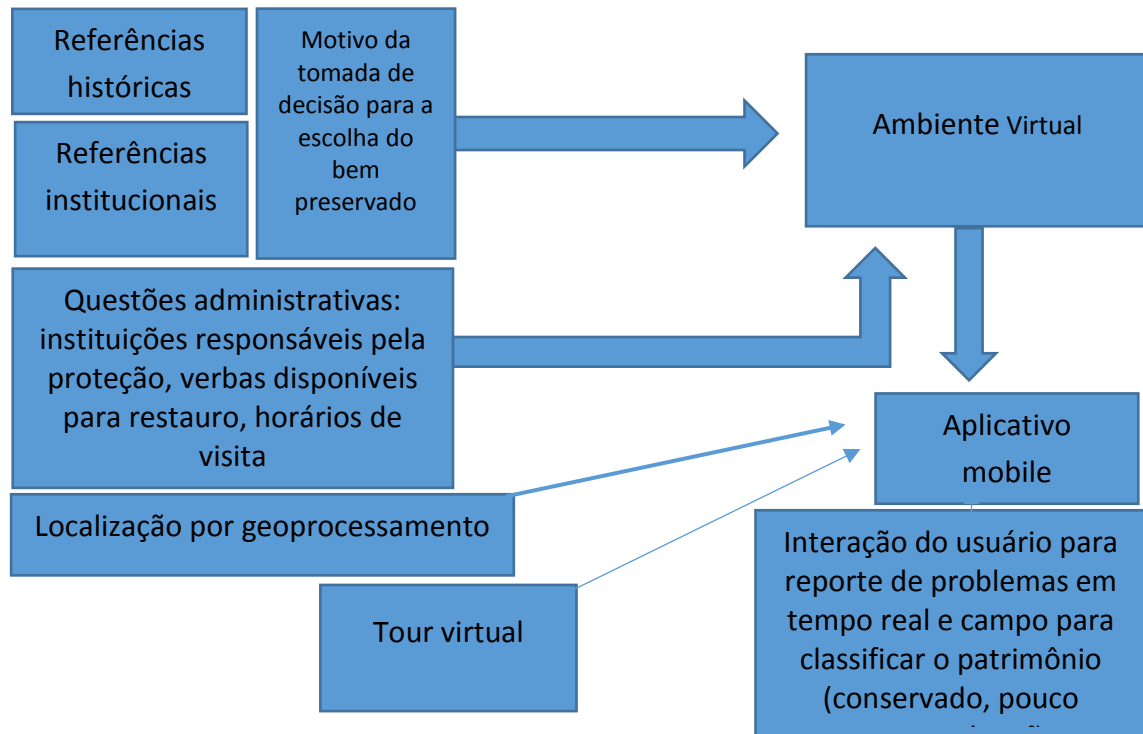 Referências
históricas
Referências
institucionais
Motivo da
tomada de
decisão para a
escolha do
bem
preservado
Ambiente Virtual
Questões administrativas:
instituições responsáveis pela
proteção, verbas disponíveis
para restauro, horários de
visita
Aplicativo
mobile
Localização por geoprocessamento
Tour virtual
Interação do usuário para
reporte de problemas em
tempo real e campo para
classificar o patrimônio
(conservado, pouco